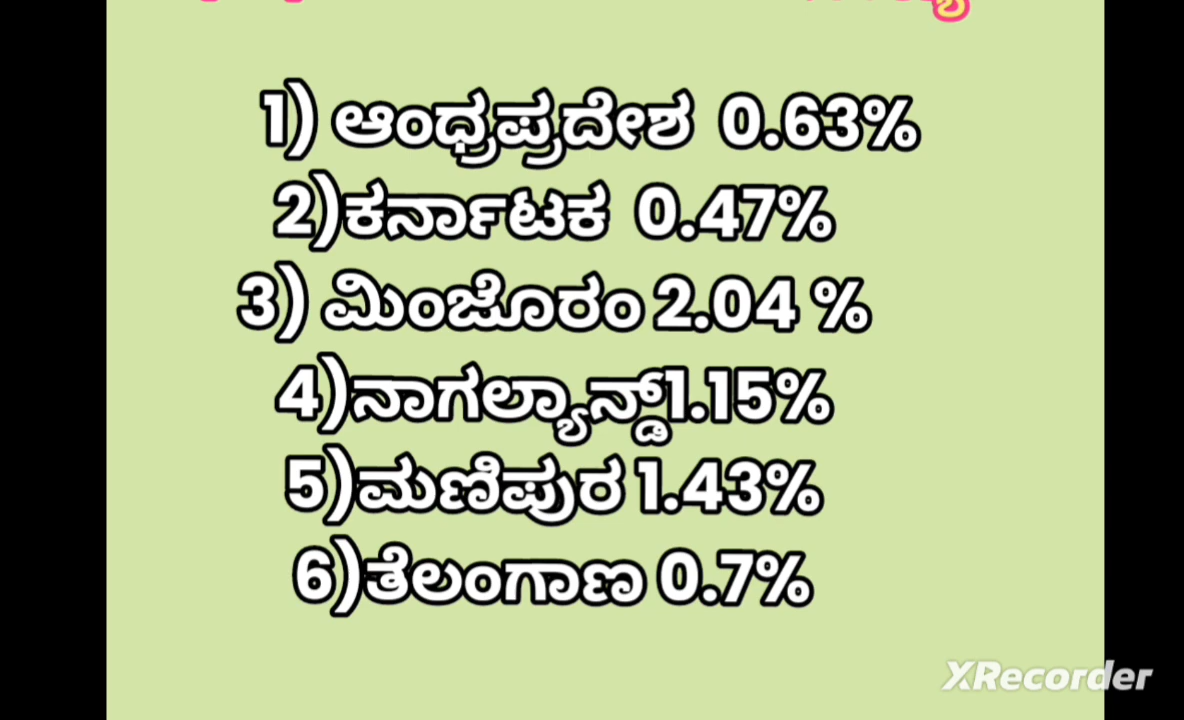 1) ಆಂಧ್ರಪ್ರದೇಶ 0.63%
2)ಕರ್ನಾಟಕ 0.47%
3) ಮಿಂಜೊರಂ 2.04 %
4)ನಾಗಲ್ಯಾನ್ಡ್1.15%
5)ಮಣಿಪುರ 1.43%
6)ತೆಲಂಗಾಣ 0.7%
XRecorder